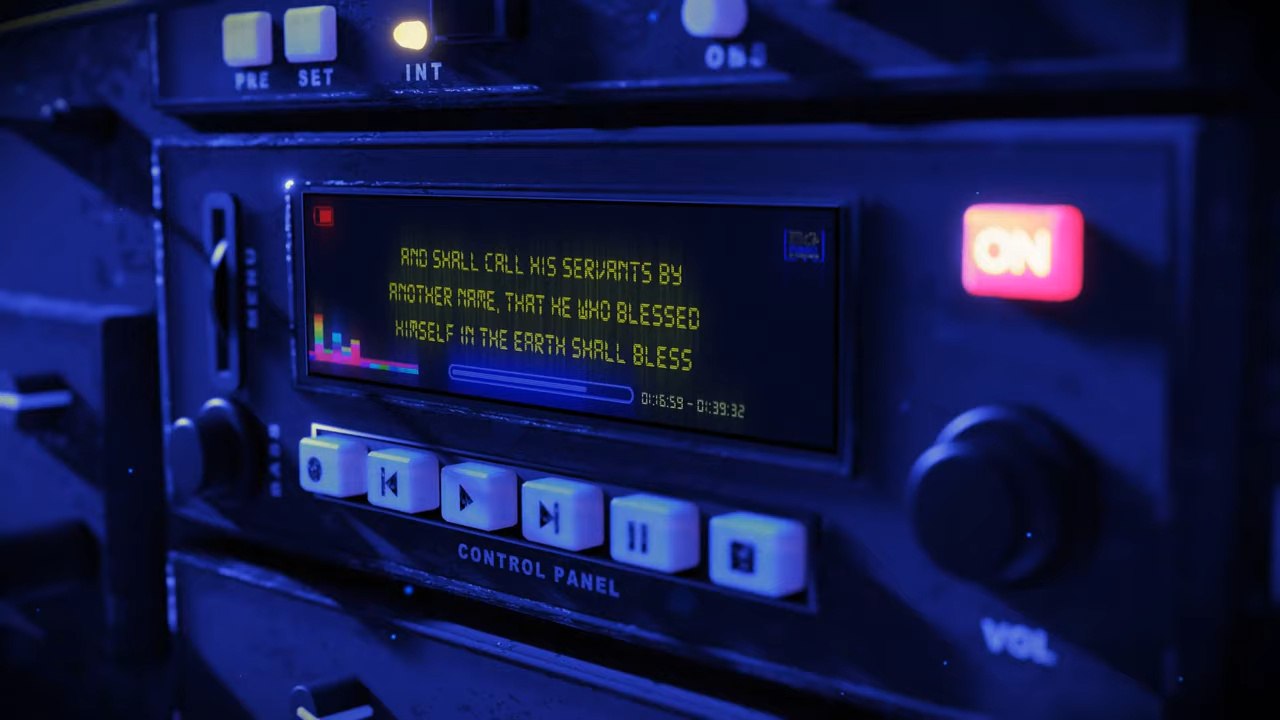 PRE SET INT
ON
AND SHALL CALL HIS SERVANTS BY
ANOTHER NAME, THAT HE WHO BLESSED
HIMSELF IN THE EARTH SHALL BLESS
01:16:59 - 01:39:32
CONTROL PANEL
VOL